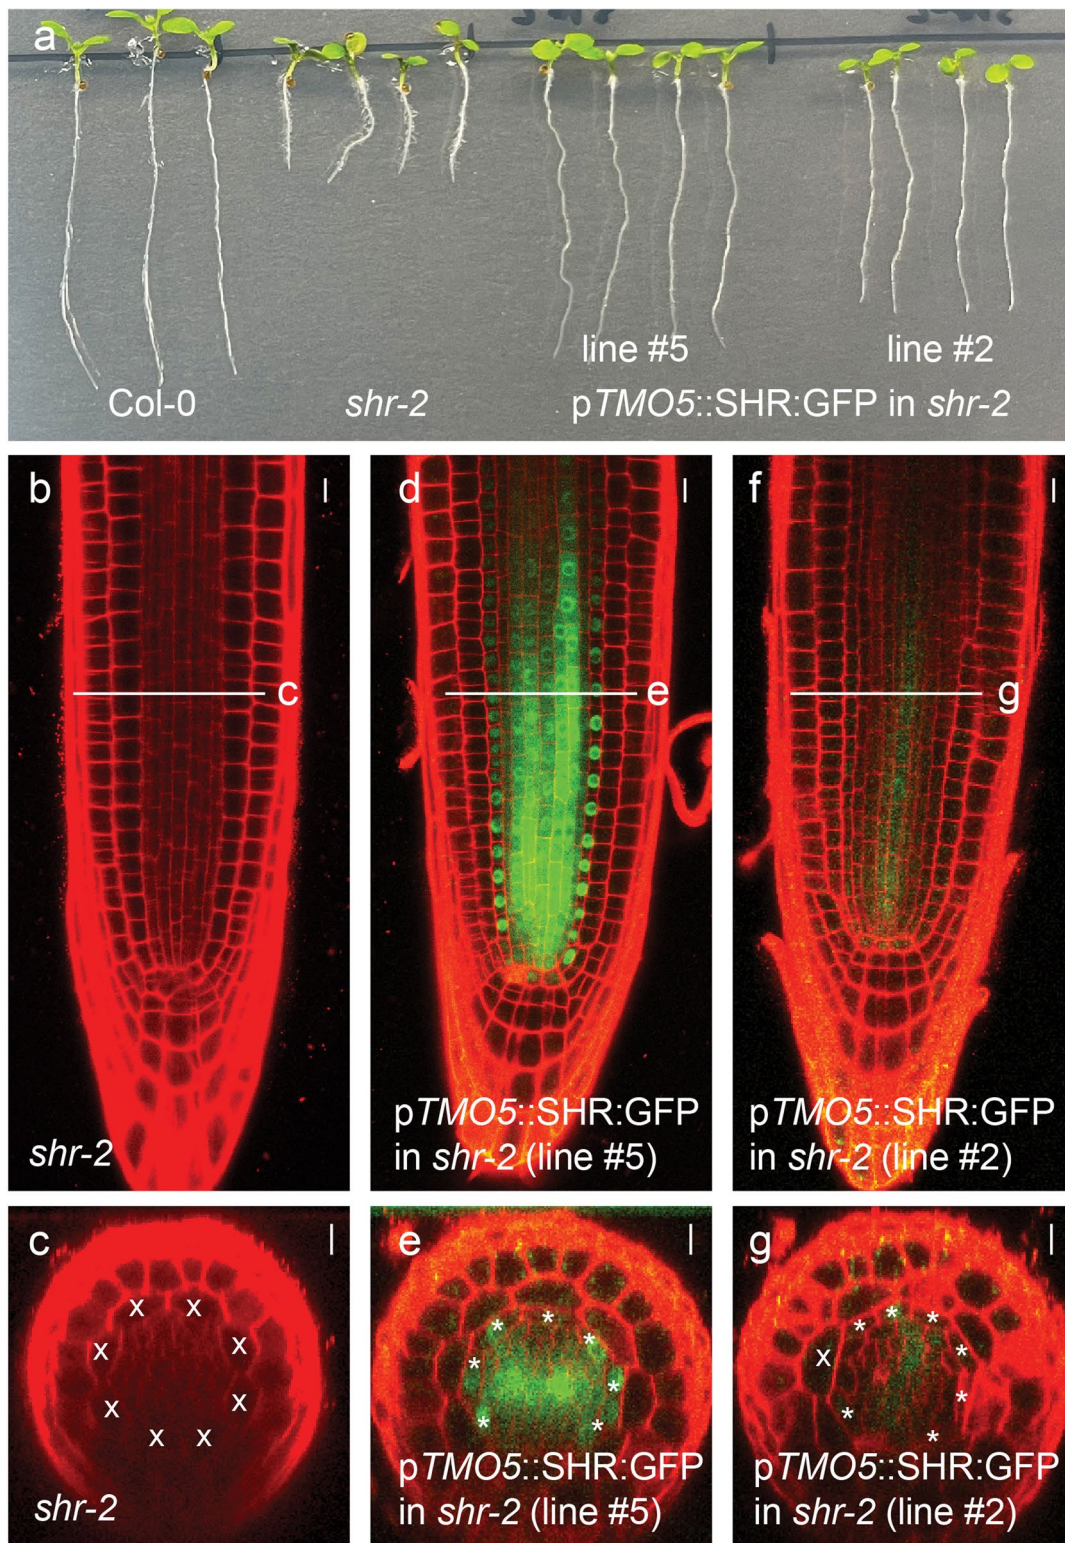 a
line #5
line #2
Col-0
shr-2
pTMO5::SHR:GFP in shr-2
b
d
f
c
e
g
shr-2
pTMO5::SHR:GFP
in shr-2 (line #5)
pTMO5::SHR:GFP
in shr-2 (line #2)
c
e
g
x x
* * *
* * *
x x
* *
x *
x x
* *
* *
x x
*
shr-2
pTMO5::SHR:GFP
in shr-2 (line #5)
pTMO5::SHR:GFP
in shr-2 (line #2)